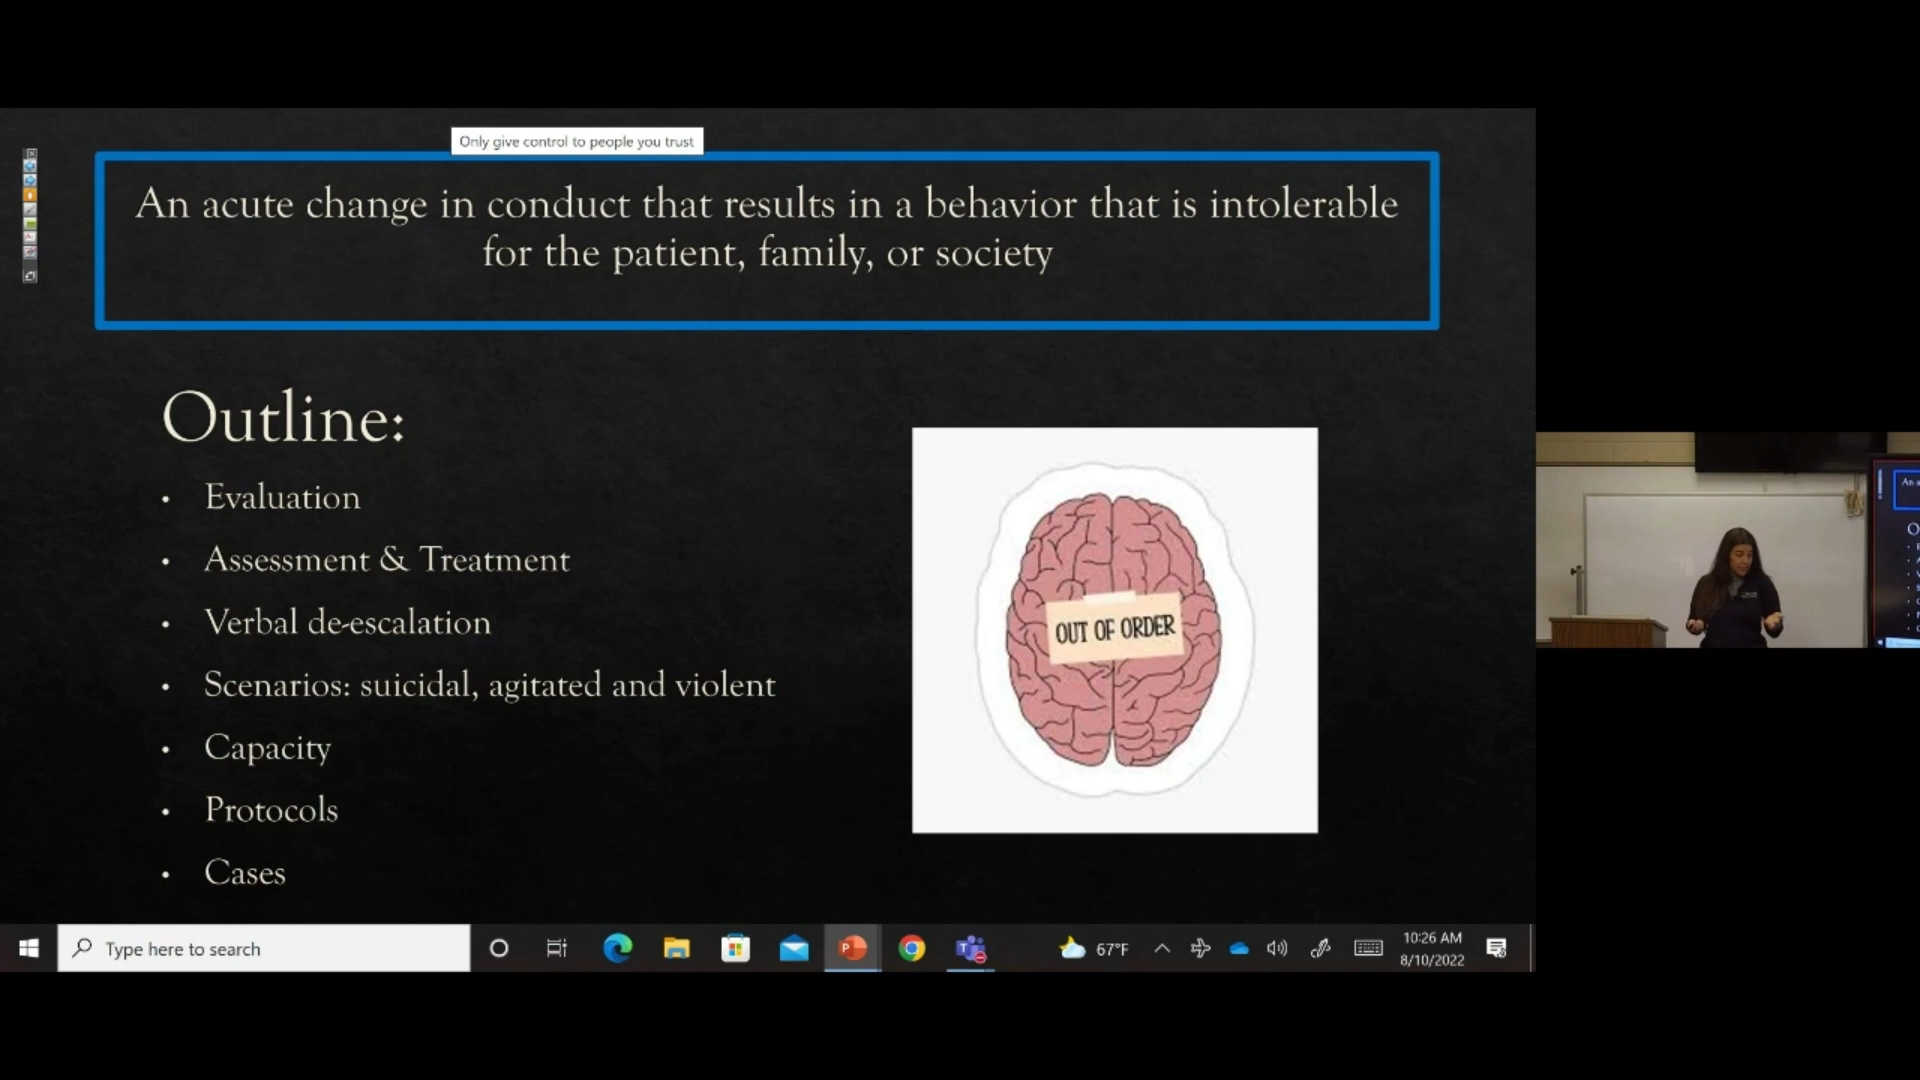 Only give control to people you trust
An acute change in conduct that results in a behavior that is intolerable
for the patient, family, or society
Outline:
• Evaluation
• Assessment & Treatment
• Verbal de-escalation
• Scenarios: suicidal, agitated and violent
• Capacity
• Protocols
• Cases
OUT OF ORDER
Type here to search
67°F
10:26 AM
8/10/2022